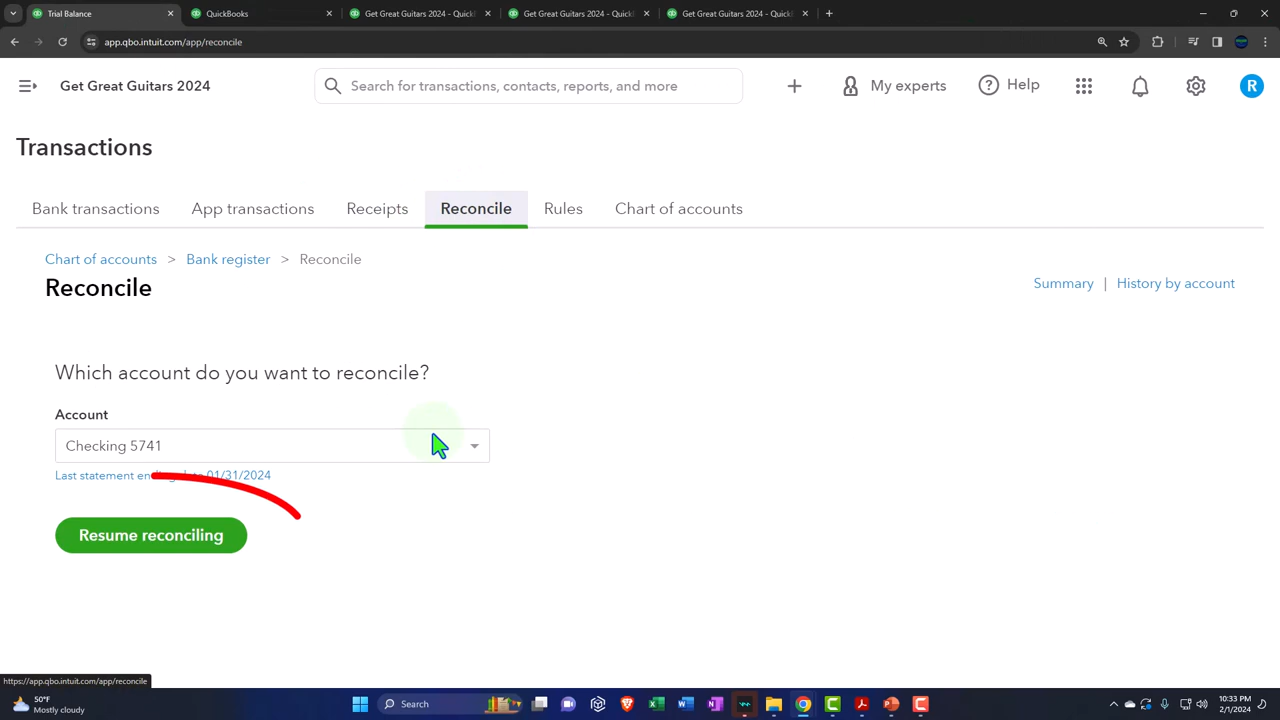 Transactions
QuickBooks
Get Great Guitars 2024 - Quick
Get Great Guitars 2024 - Quick
Get Great Guitars 2024 - Quick
app.qbo.intuit.com/app/reconcile
Get Great Guitars 2024
Search for transactions, contacts, reports, and more
My experts
Help
R
Transactions
Bank transactions
App transactions
Receipts
Reconcile
Rules
Chart of accounts
Chart of accounts > Bank register > Reconcile
Reconcile
Summary | History by account
Which account do you want to reconcile?
Account
Checking 5741
Last statement 01/31/2024
Resume reconciling
https://app.qbo.intuit.com/app/reconcile
50°F
Mostly cloudy
Search
10:33 PM
2/1/2024